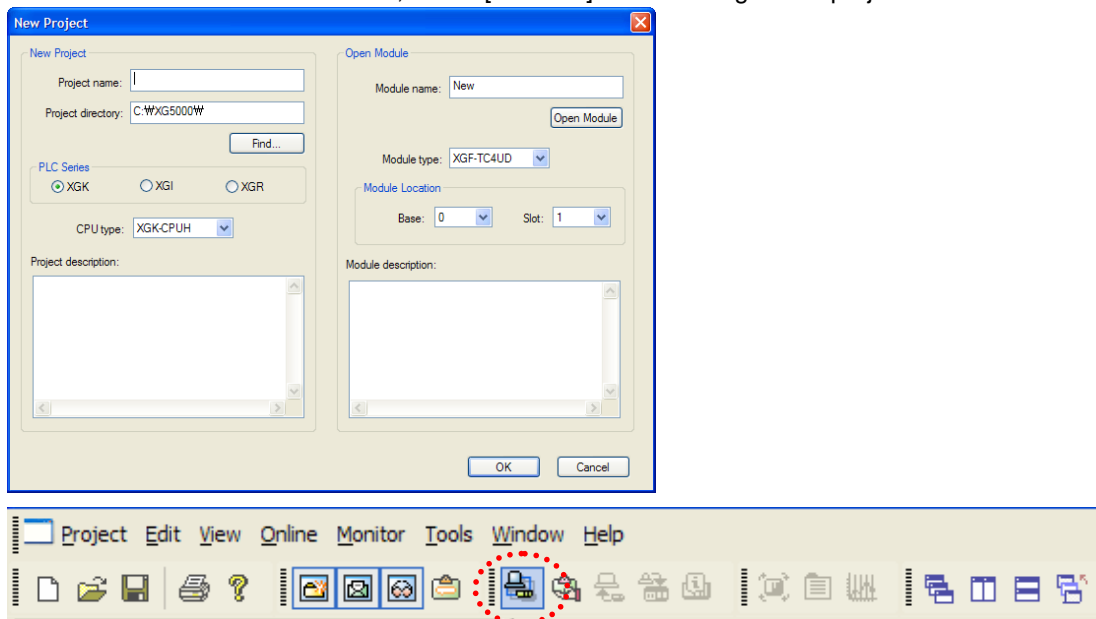 New Project
New Project
Project name:
Project directory: C:₩XG5000₩
Find...
PLC Series
XGK XGI XGR
CPU type: XGK-CPUH
Project description:
Open Module
Module name: New
Open Module
Module type: XGF-TC4UD
Module Location
Base: 0 Slot: 1
Module description:
OK Cancel
Project Edit View Online Monitor Tools Window Help